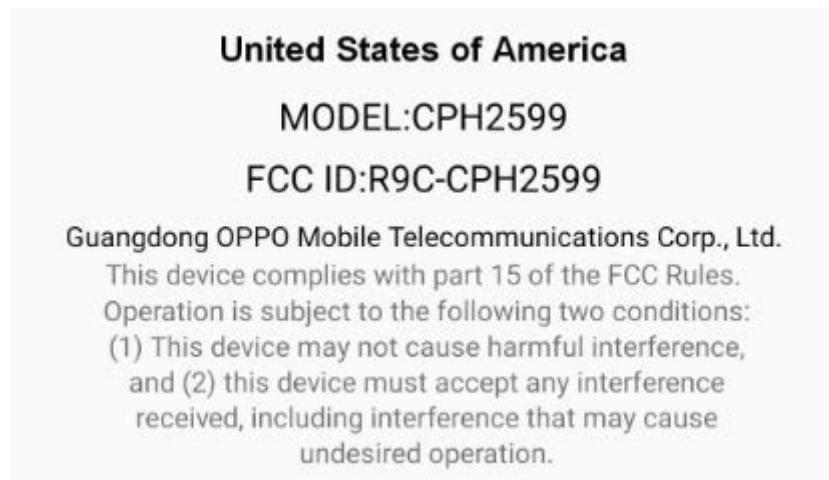 United States of America
MODEL:CPH2599
FCC ID:R9C-CPH2599
Guangdong OPPO Mobile Telecommunications Corp., Ltd.
This device complies with part 15 of the FCC Rules.
Operation is subject to the following two conditions:
(1) This device may not cause harmful interference,
and (2) this device must accept any interference
received, including interference that may cause
undesired operation.